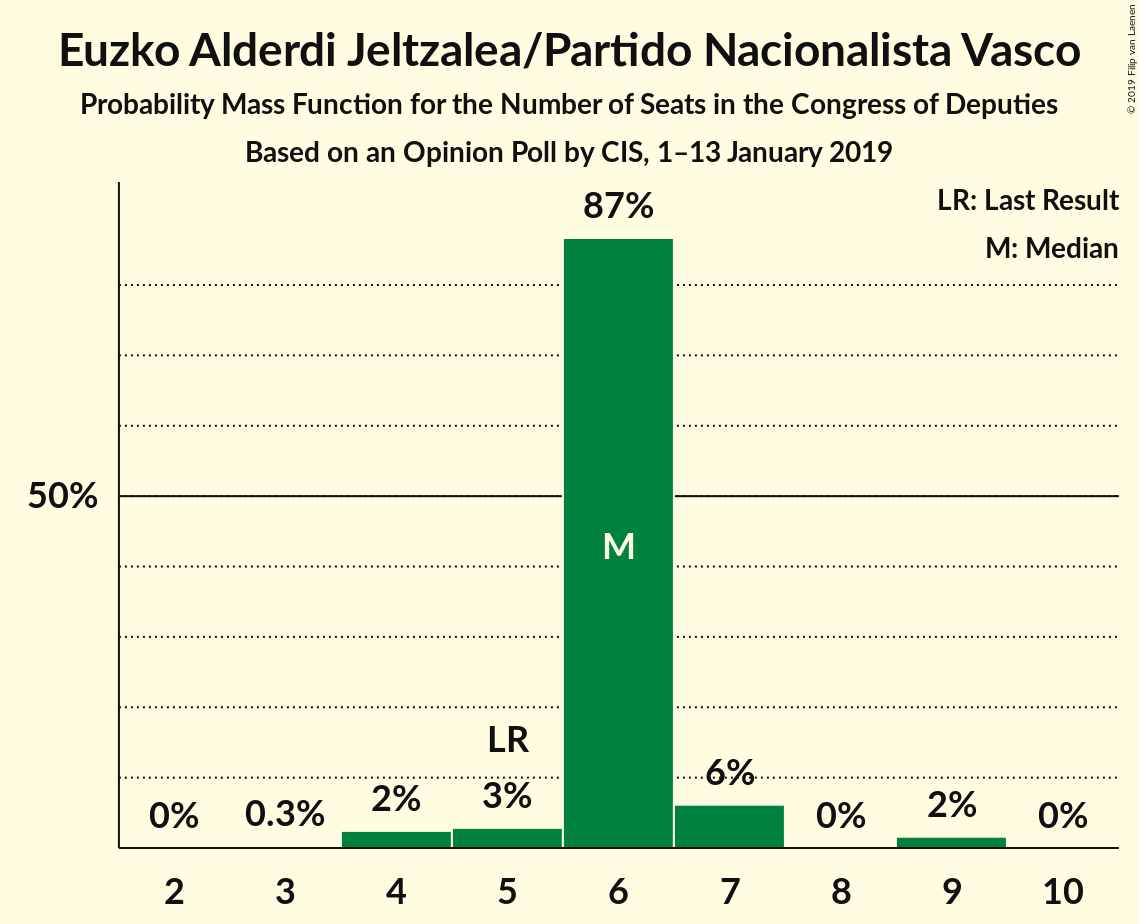 Euzko Alderdi Jeltzalea/Partido Nacionalista Vasco
Probability Mass Function for the Number of Seats in the Congress of Deputies
Based on an Opinion Poll by CIS, 1–13 January 2019
© 2019 Filip van Laenen
LR: Last Result
M: Median
87%
50%
M
LR
0%
0.3%
2%
3%
6%
0%
2%
0%
2 3 4 5 6 7 8 9 10